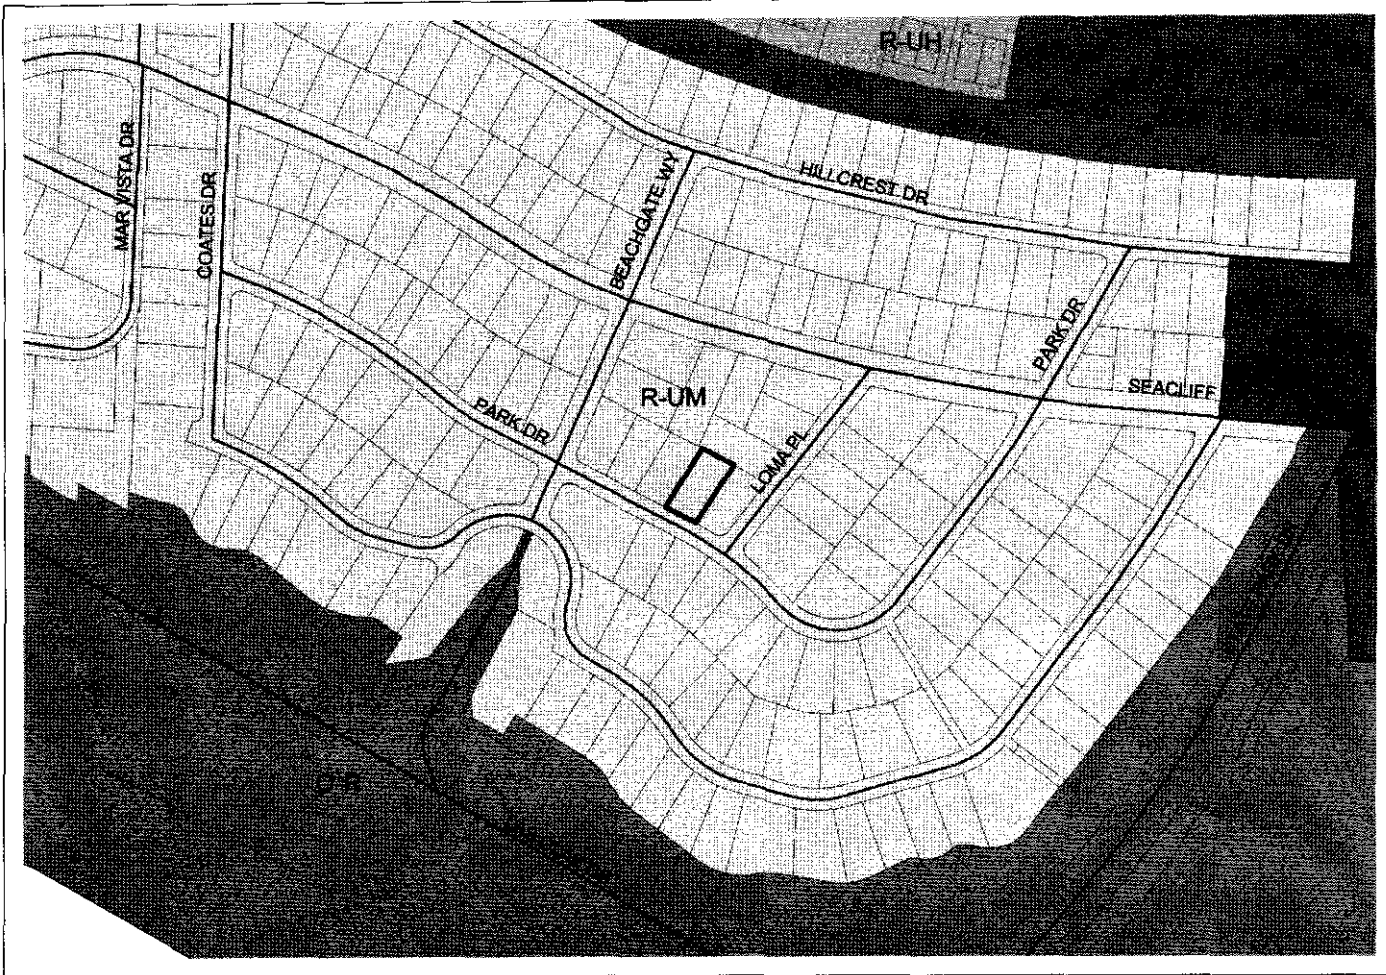 R-UH
MAR VISTA DR
COATES DR
BEACHGATE WY
HILLCREST DR
PARK DR
SEACLIFF
R-UM
PARK DR
LOMA PL